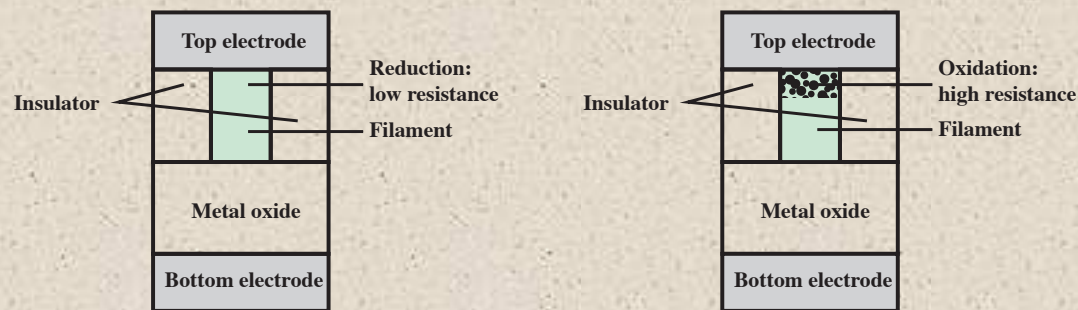 Top electrode
Insulator
Reduction:
low resistance
Filament
Metal oxide
Bottom electrode
Top electrode
Insulator
Oxidation:
high resistance
Filament
Metal oxide
Bottom electrode